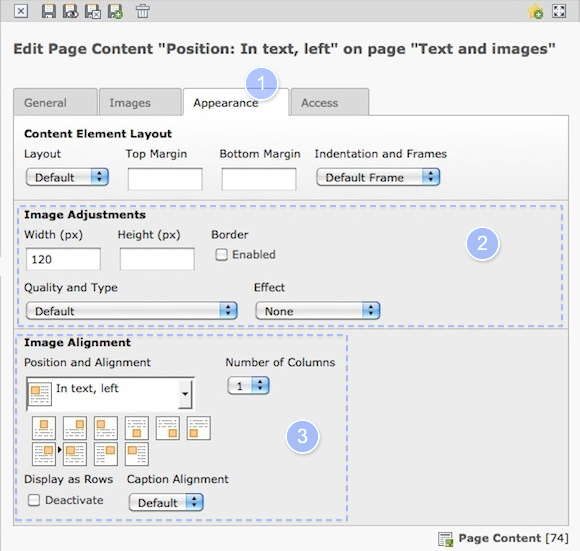 Edit Page Content "Position: In text, left" on page "Text and images"
1
General Images Appearance Access
Content Element Layout
Layout Top Margin Bottom Margin Indentation and Frames
Default Default Frame
Image Adjustments
Width (px) Height (px) Border
2
120 Enabled
Quality and Type Effect
Default None
Image Alignment
Position and Alignment Number of Columns
In text, left 1
3
Display as Rows Caption Alignment
Deactivate Default
Page Content [74]